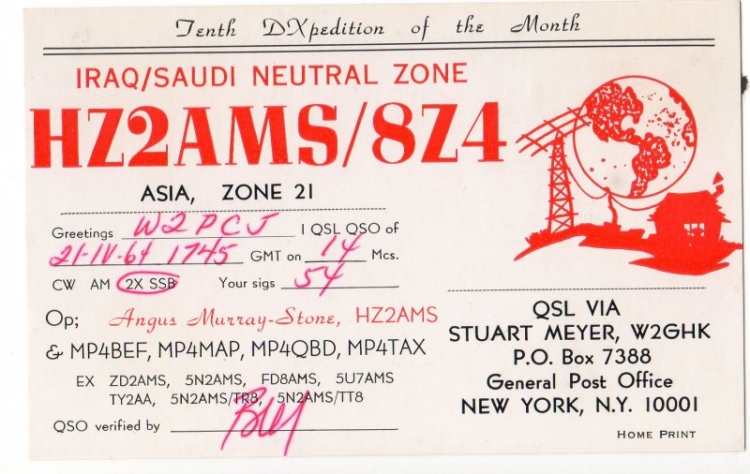 Tenth DXpedition of the Month
IRAQ/SAUDI NEUTRAL ZONE
HZ2AMS/8Z4
ASIA, ZONE 21
Greetings W2PCJ I QSL QSO of
21-IV-64 1745 GMT on 14 Mcs.
CW AM 2X SSB Your sigs 54
Op; Angus Murray-Stone, HZ2AMS
& MP4BEF, MP4MAP, MP4QBD, MP4TAX
EX ZD2AMS, 5N2AMS, FD8AMS, 5U7AMS
TY2AA, 5N2AMS/TR8, 5N2AMS/TT8
QSO verified by
QSL VIA
STUART MEYER, W2GHK
P.O. Box 7388
General Post Office
NEW YORK, N.Y. 10001
HOME PRINT